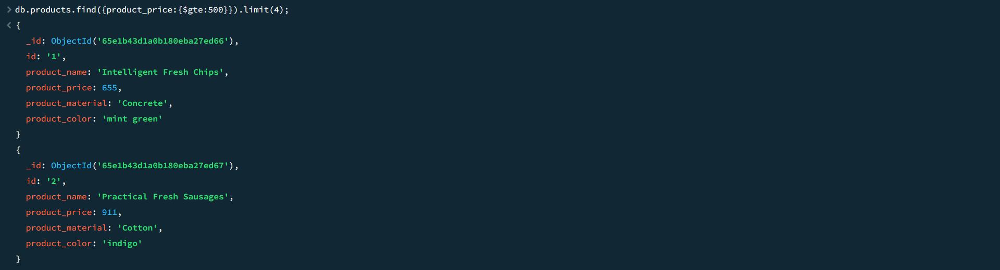 > db.products.find({product_price:{$gte:500}}).limit(4);
< {
_id: ObjectId('65e1b43d1a0b180eba27ed66'),
id: '1',
product_name: 'Intelligent Fresh Chips',
product_price: 655,
product_material: 'Concrete',
product_color: 'mint green'
}
{
_id: ObjectId('65e1b43d1a0b180eba27ed67'),
id: '2',
product_name: 'Practical Fresh Sausages',
product_price: 911,
product_material: 'Cotton',
product_color: 'indigo'
}